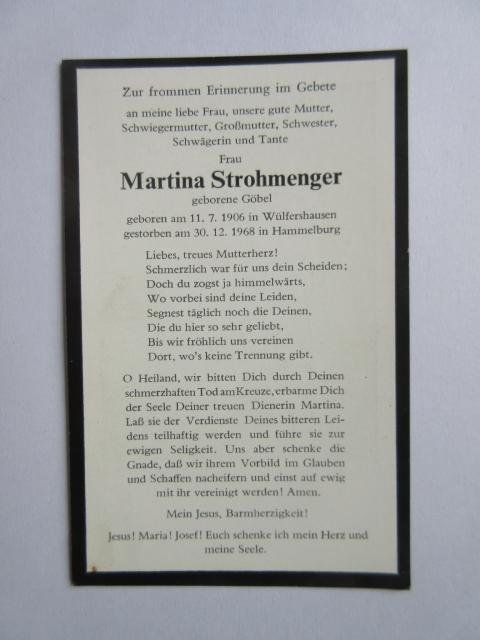 Zur frommen Erinnerung im Gebete
an meine liebe Frau, unsere gute Mutter,
Schwiegermutter, Großmutter, Schwester,
Schwägerin und Tante
Frau
Martina Strohmenger
geborene Göbel
geboren am 11. 7. 1906 in Wülfershausen
gestorben am 30. 12. 1968 in Hammelburg
Liebes, treues Mutterherz!
Schmerzlich war für uns dein Scheiden;
Doch du zogst ja himmelwärts,
Wo vorbei sind deine Leiden,
Segnest täglich noch die Deinen,
Die du hier so sehr geliebt,
Bis wir fröhlich uns vereinen
Dort, wo's keine Trennung gibt.
O Heiland, wir bitten Dich durch Deinen
schmerzhaften Tod am Kreuze, erbarme Dich
der Seele Deiner treuen Dienerin Martina.
Laß sie der Verdienste Deines bitteren Lei-
dens teilhaftig werden und führe sie zur
ewigen Seligkeit. Uns aber schenke die
Gnade, daß wir ihrem Vorbild im Glauben
und Schaffen nacheifern und einst auf ewig
mit ihr vereinigt werden! Amen.
Mein Jesus, Barmherzigkeit!
Jesus! Maria! Josef! Euch schenke ich mein Herz und
meine Seele.